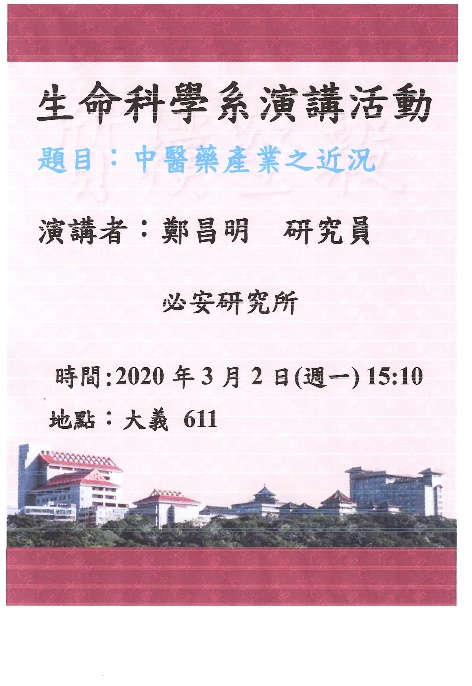 生命科學系演講活動
題目：中醫藥產業之近況
演講者：鄭昌明　研究員
必安研究所
時間:2020 年 3 月 2 日(週一) 15:10
地點：大義 611